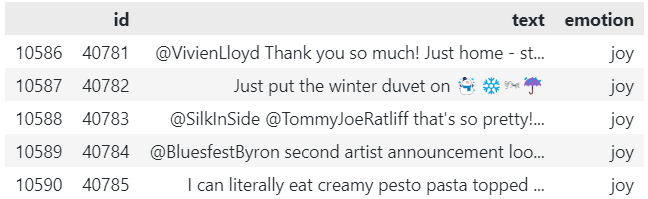 id text emotion
10586 40781 @VivienLloyd Thank you so much! Just home - st... joy
10587 40782 Just put the winter duvet on ☃️❄️🌬☔️ joy
10588 40783 @SilkInSide @TommyJoeRatliff that's so pretty!... joy
10589 40784 @BluesfestByron second artist announcement loo... joy
10590 40785 I can literally eat creamy pesto pasta topped ... joy